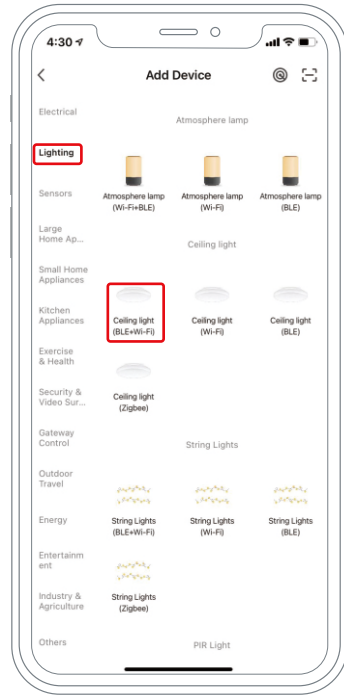 4:30
Add Device
Electrical
Lighting
Sensors
Large
Home Ap...
Small Home
Appliances
Kitchen
Appliances
Exercise
& Health
Security &
Video Sur...
Gateway
Control
Outdoor
Travel
Energy
Entertainm
ent
Industry &
Agriculture
Others
Atmosphere lamp
Atmosphere lamp
(Wi-Fi+BLE)
Atmosphere lamp
(Wi-Fi)
Atmosphere lamp
(BLE)
Ceiling light
Ceiling light
(BLE+Wi-Fi)
Ceiling light
(Wi-Fi)
Ceiling light
(BLE)
Ceiling light
(Zigbee)
String Lights
String Lights
(BLE+Wi-Fi)
String Lights
(Wi-Fi)
String Lights
(BLE)
String Lights
(Zigbee)
PIR Light